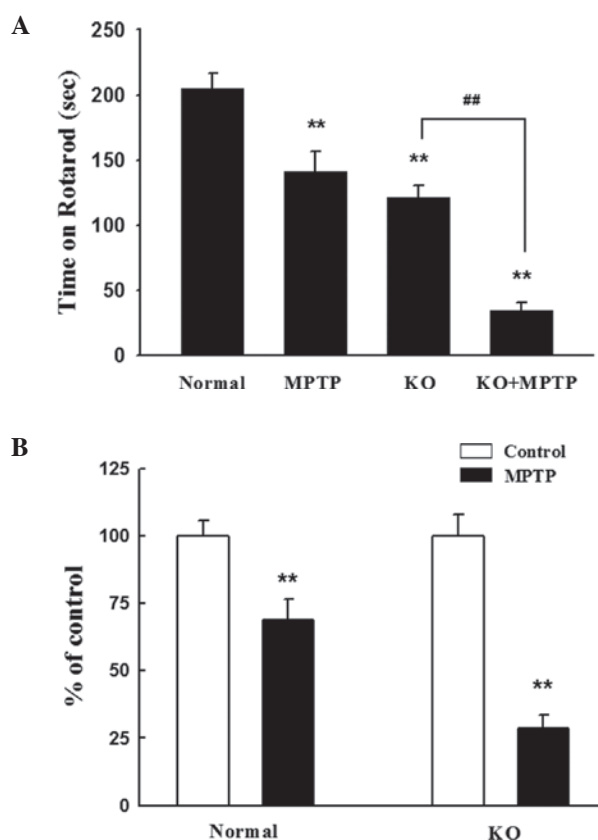 A
Time on Rotarod (sec)
250
200
150
100
50
0
**
**
##
**
Normal MPTP KO KO+MPTP
B
Control
MPTP
% of control
125
100
75
50
25
0
**
**
Normal KO